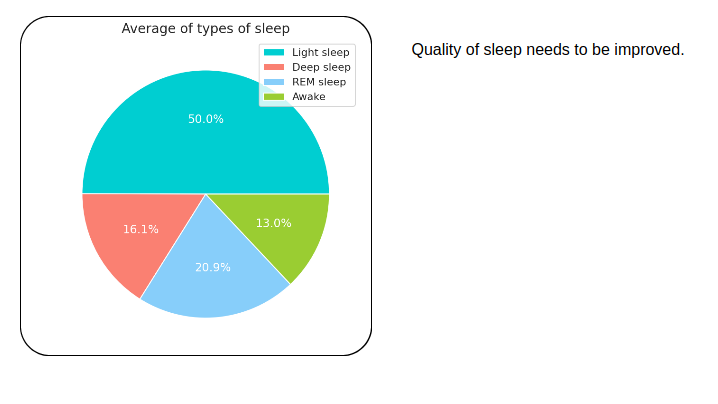 Average of types of sleep
Light sleep
Deep sleep
REM sleep
Awake
50.0%
16.1%
13.0%
20.9%
Quality of sleep needs to be improved.